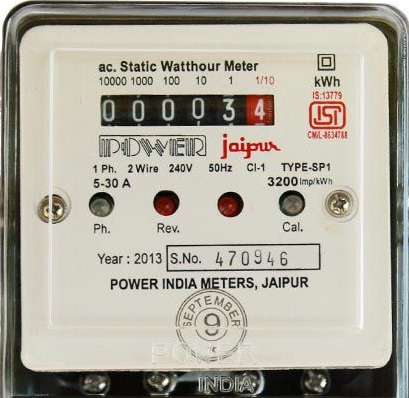 ac. Static Watthour Meter
10000 1000 100 10 1 1/10
kWh
000034
IS:13779
ISI
CM/L-8634788
POWER jaipur
1 Ph. 2 Wire 240V 50Hz Cl-1 TYPE-SP1
5-30 A 3200 Imp/kWh
Ph. Rev. Cal.
Year : 2013 S.No. 470946
POWER INDIA METERS, JAIPUR
SEPTEMBER
9
POWER
INDIA